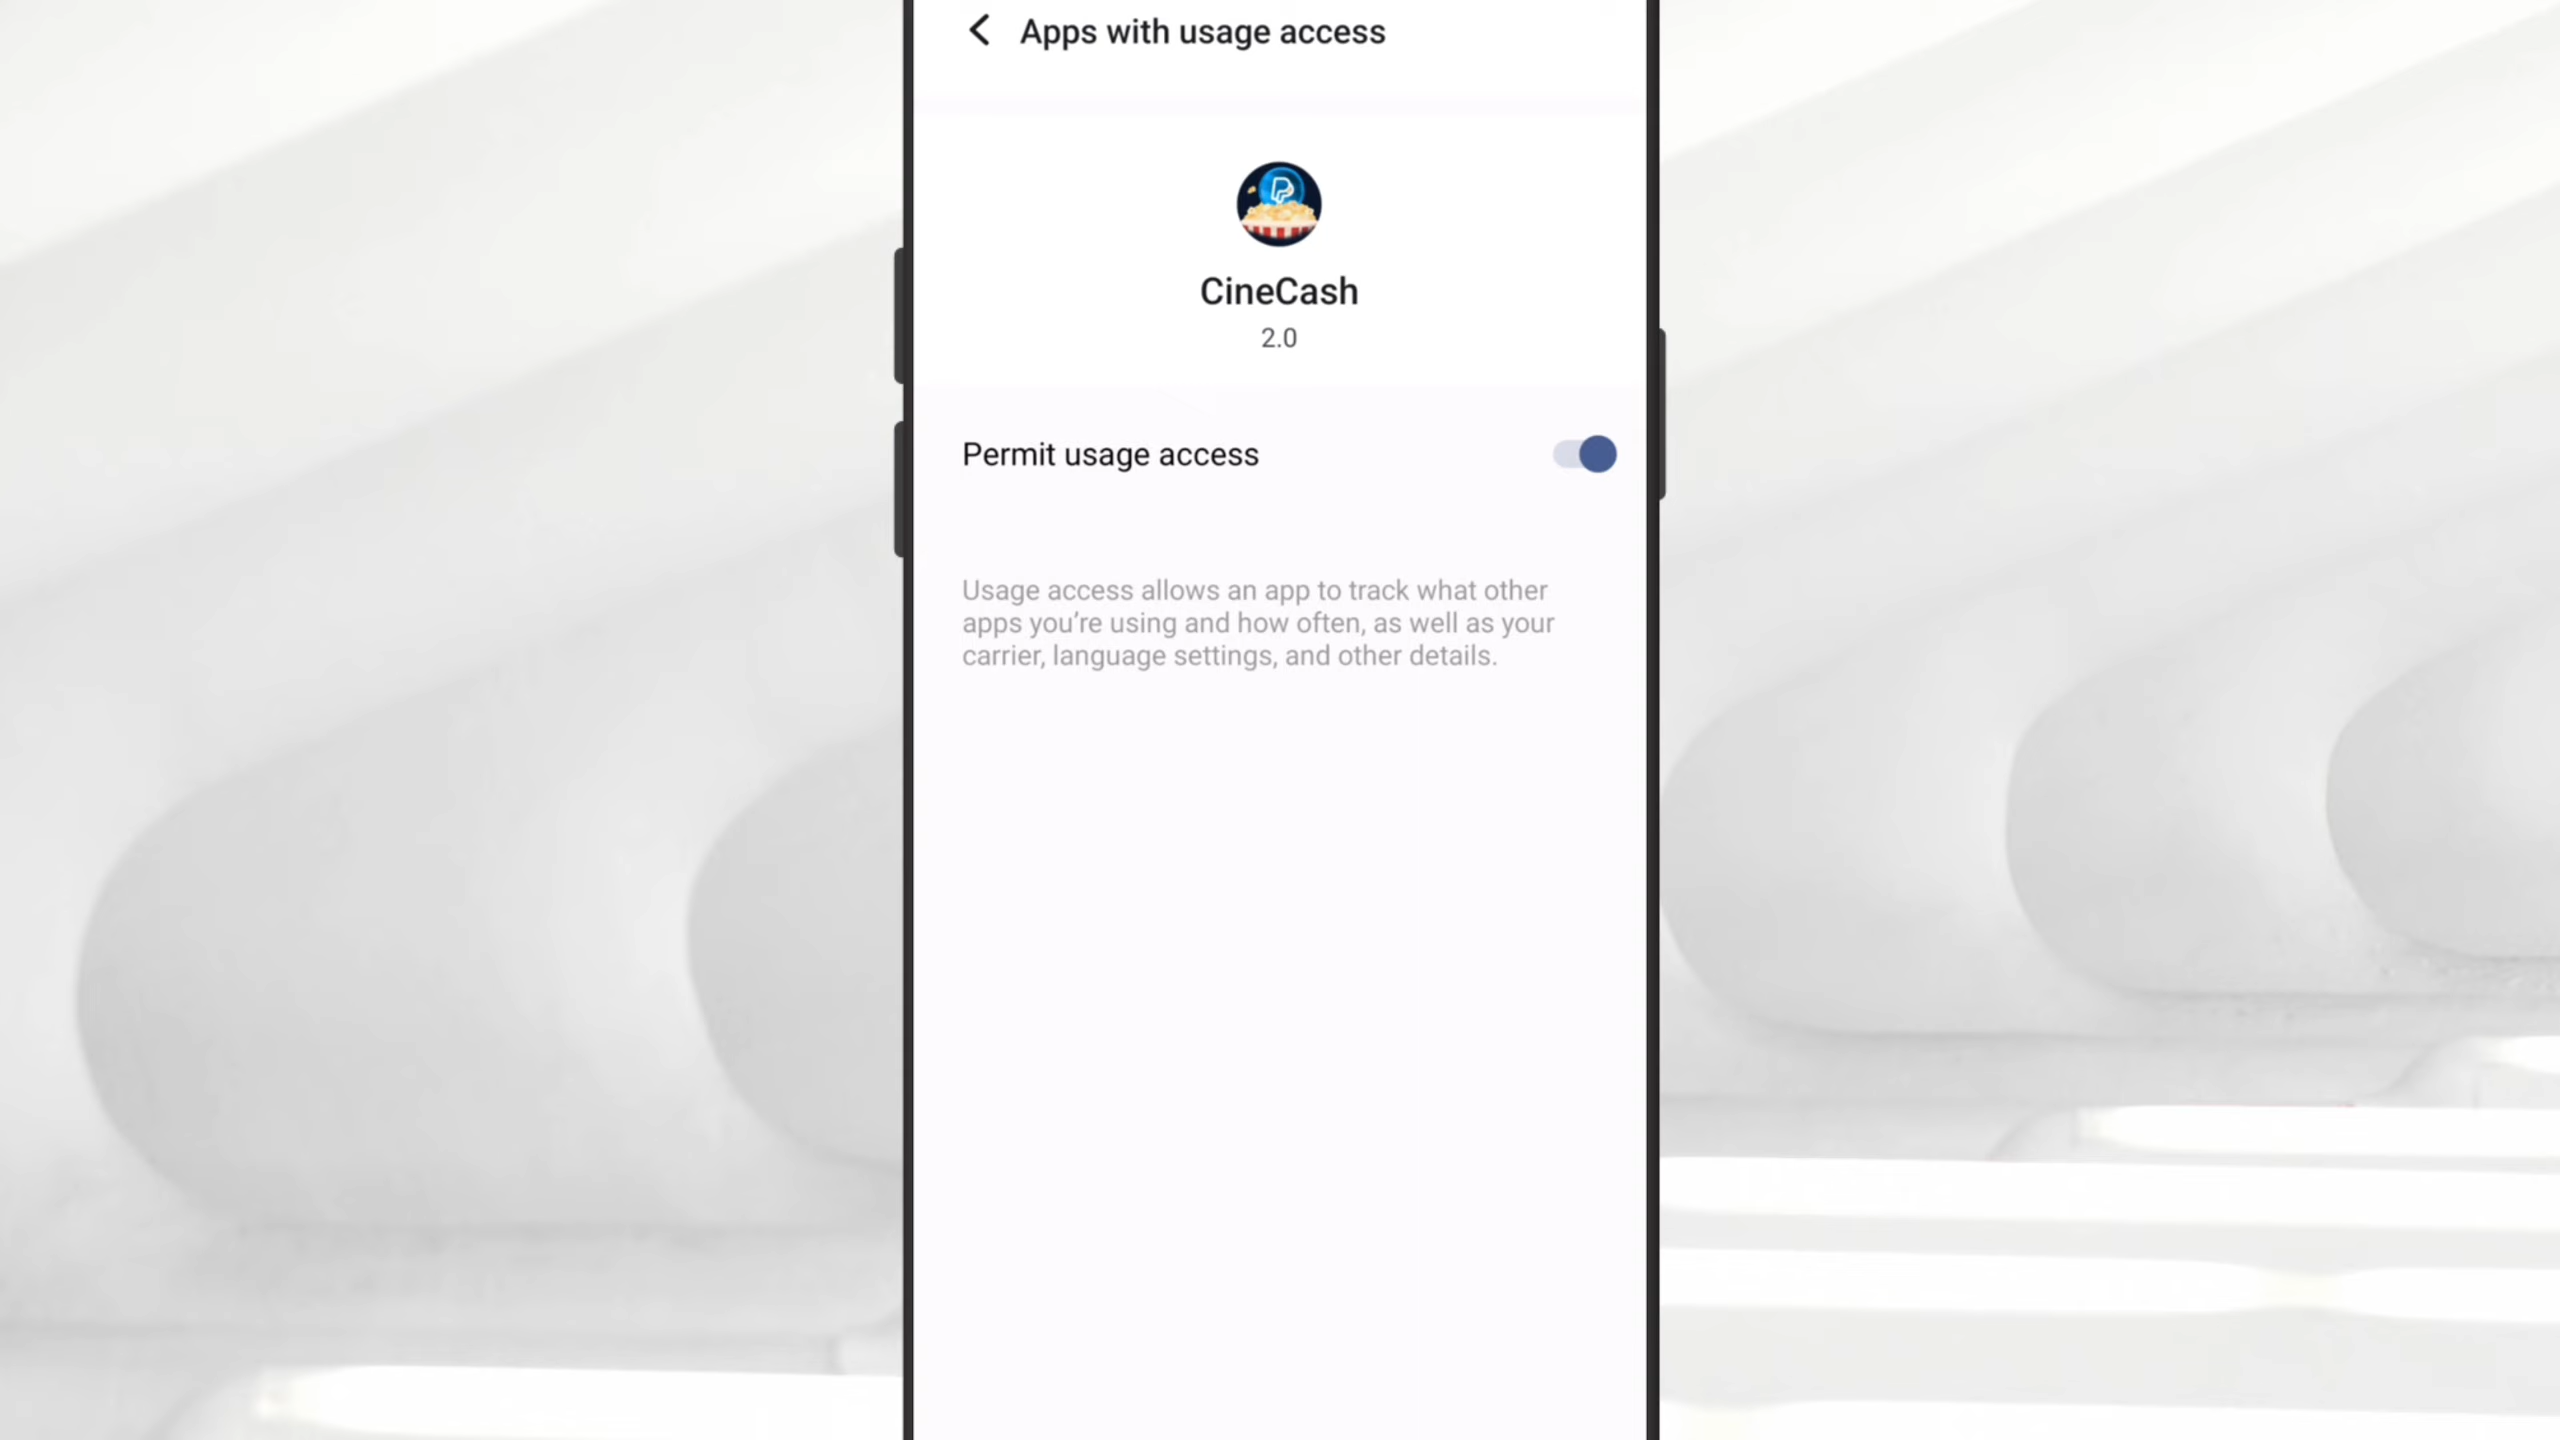 Apps with usage access
CineCash
2.0
Permit usage access
Usage access allows an app to track what other
apps you’re using and how often, as well as your
carrier, language settings, and other details.